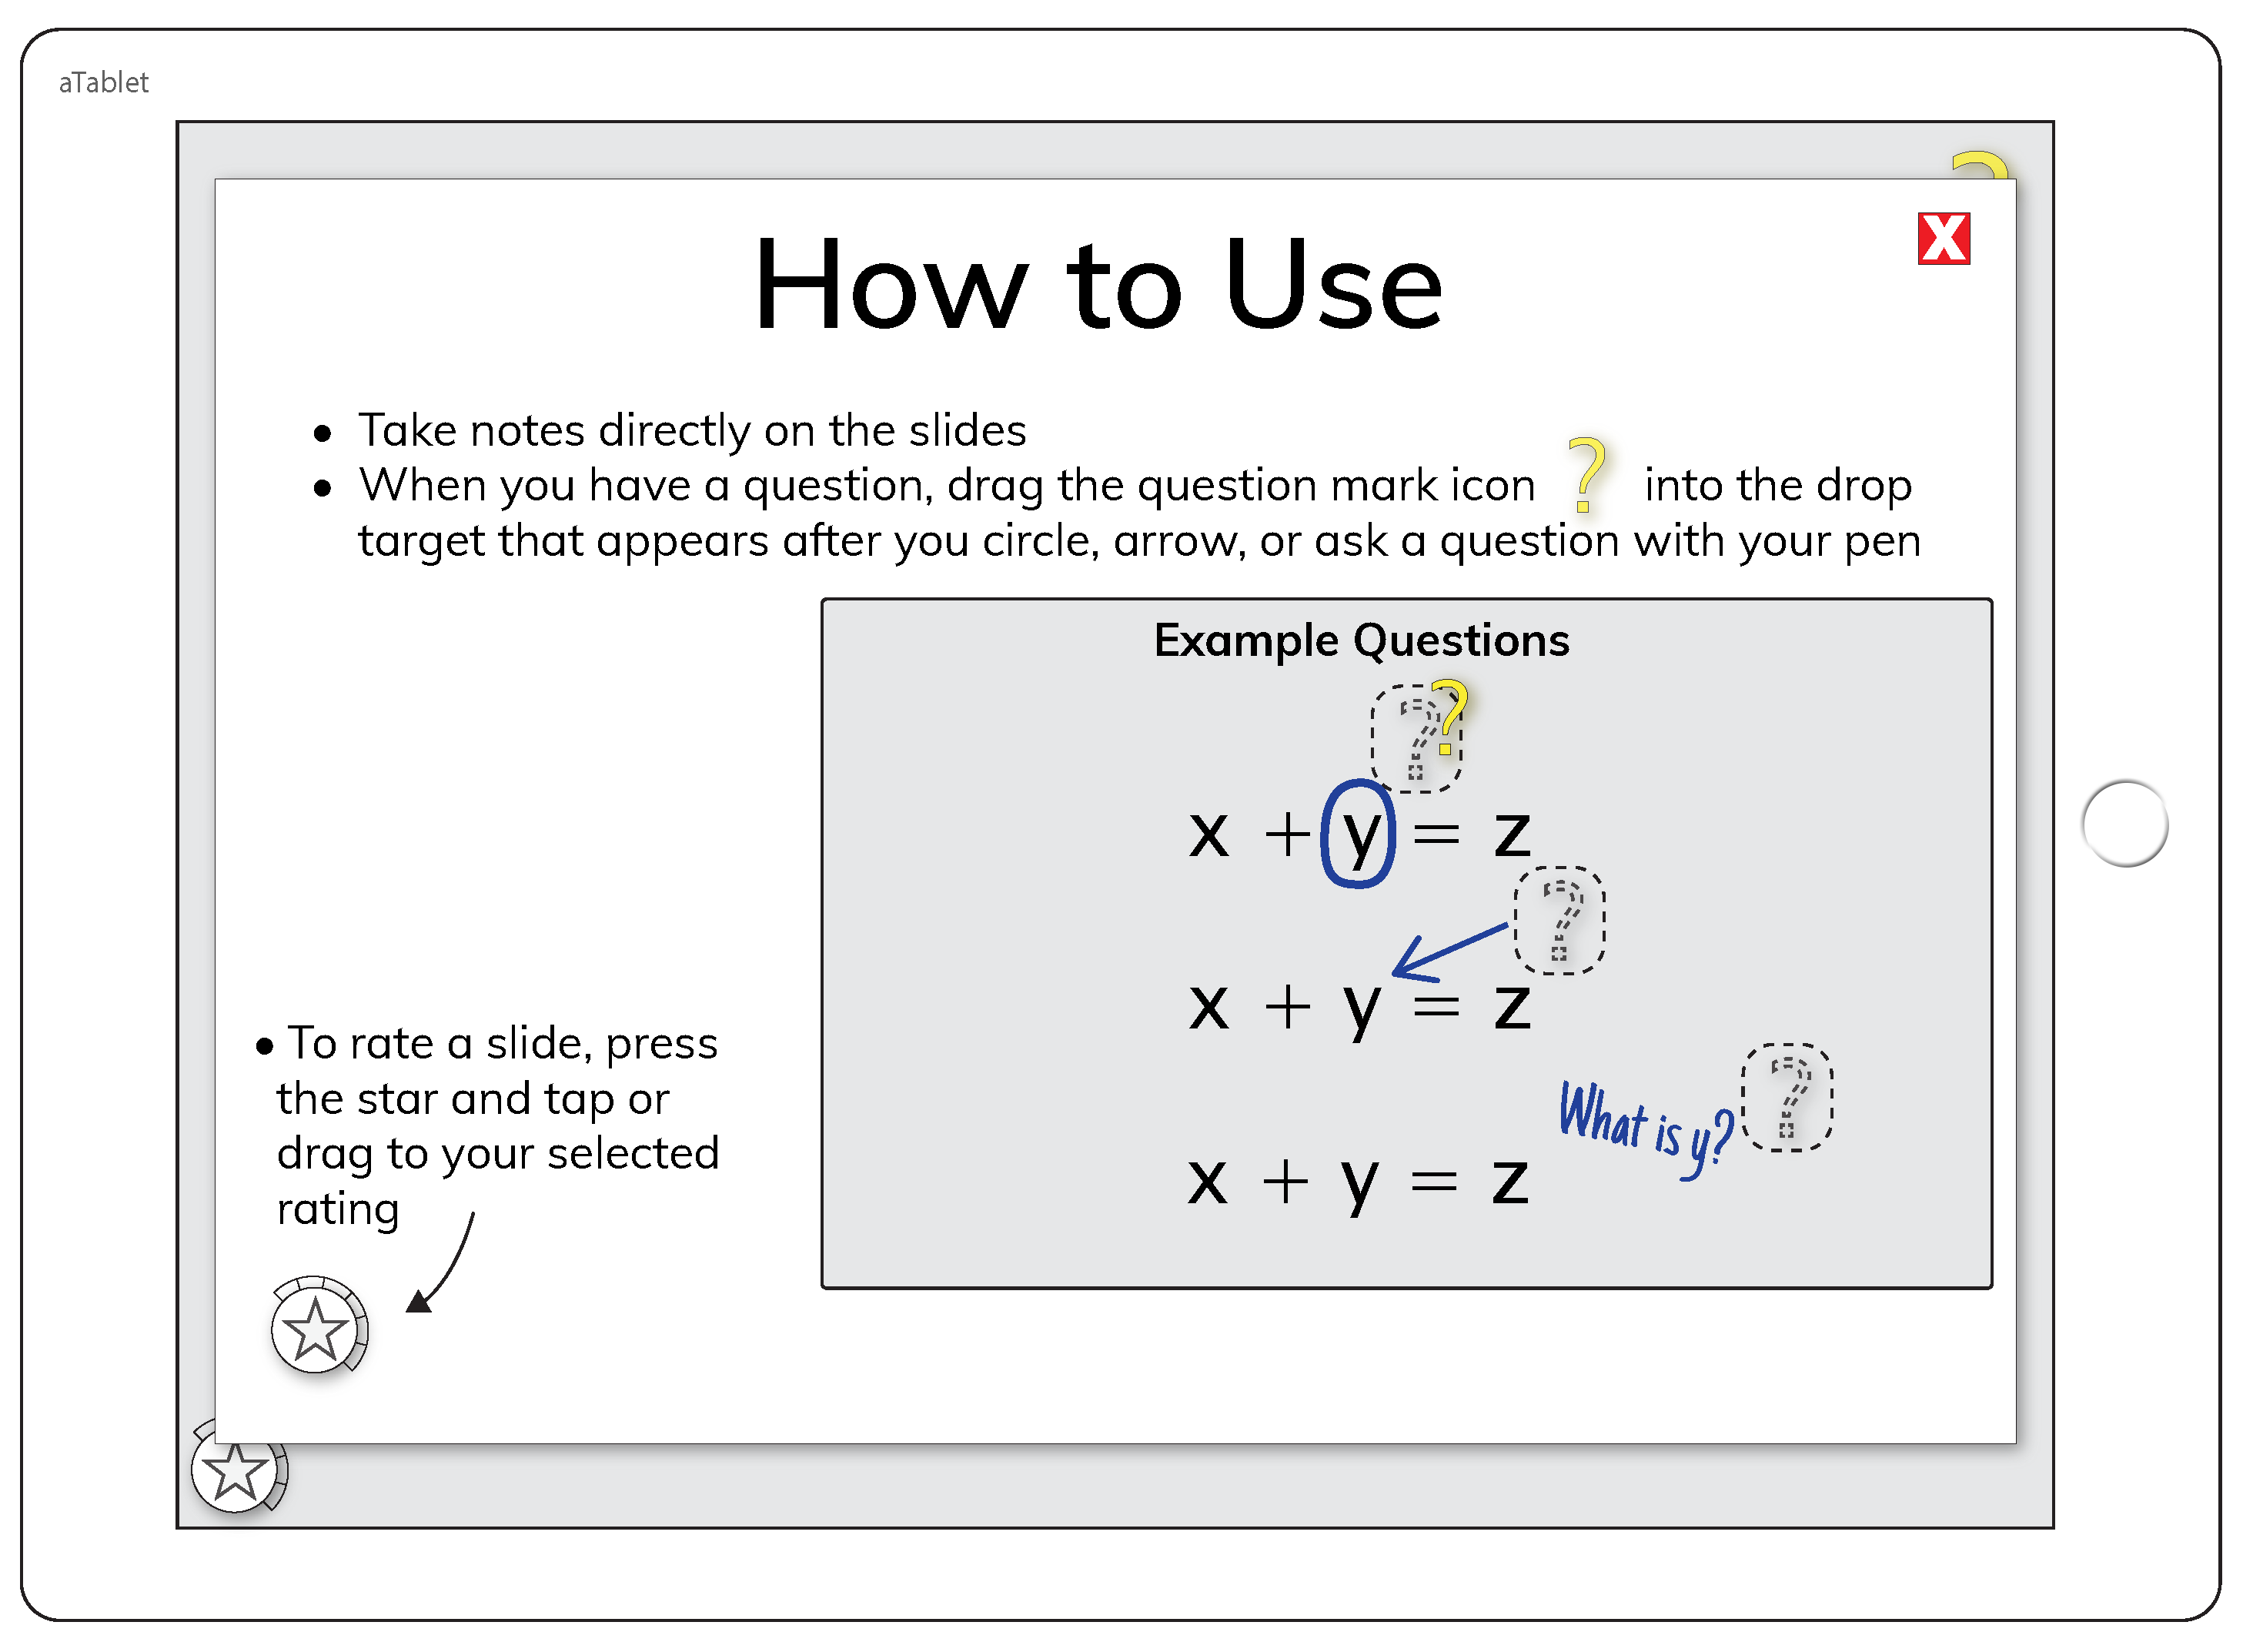 aTablet
X
How to Use
• Take notes directly on the slides
• When you have a question, drag the question mark icon ? into the drop
target that appears after you circle, arrow, or ask a question with your pen
Example Questions
? ?
x + y = z
?
x + y = z
What is y? ?
x + y = z
• To rate a slide, press
the star and tap or
drag to your selected
rating